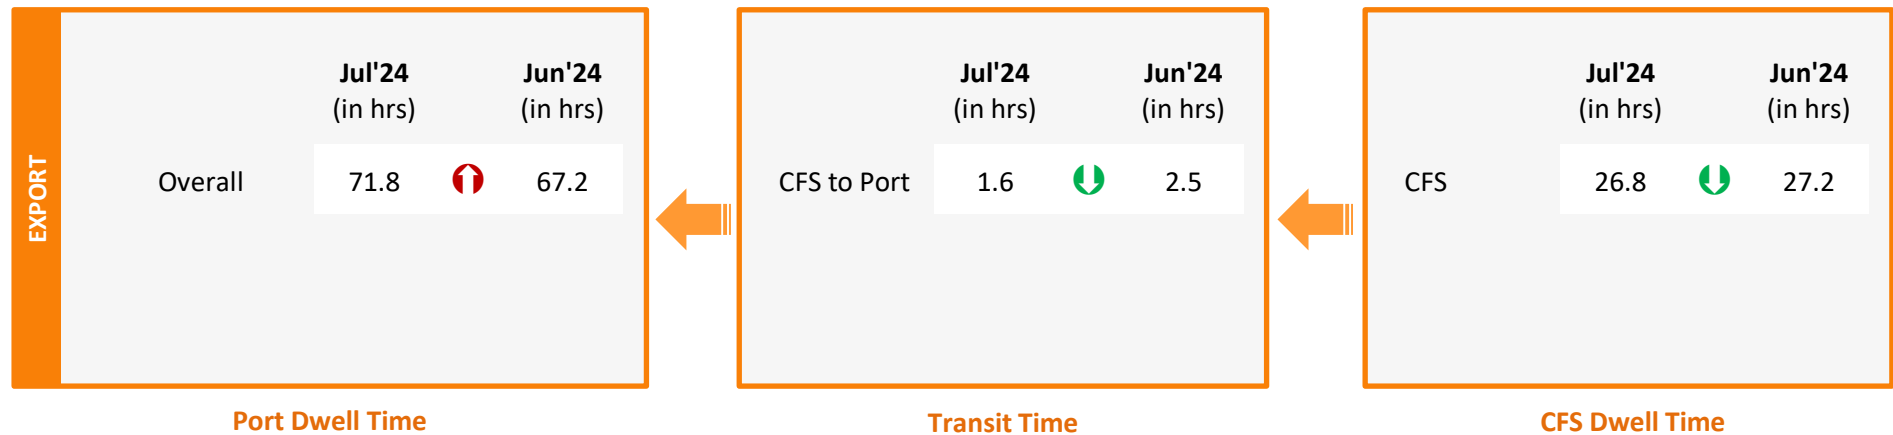 EXPORT
Jul'24 Jun'24
(in hrs) (in hrs)
Overall 71.8 67.2
Port Dwell Time
Jul'24 Jun'24
(in hrs) (in hrs)
CFS to Port 1.6 2.5
Transit Time
Jul'24 Jun'24
(in hrs) (in hrs)
CFS 26.8 27.2
CFS Dwell Time